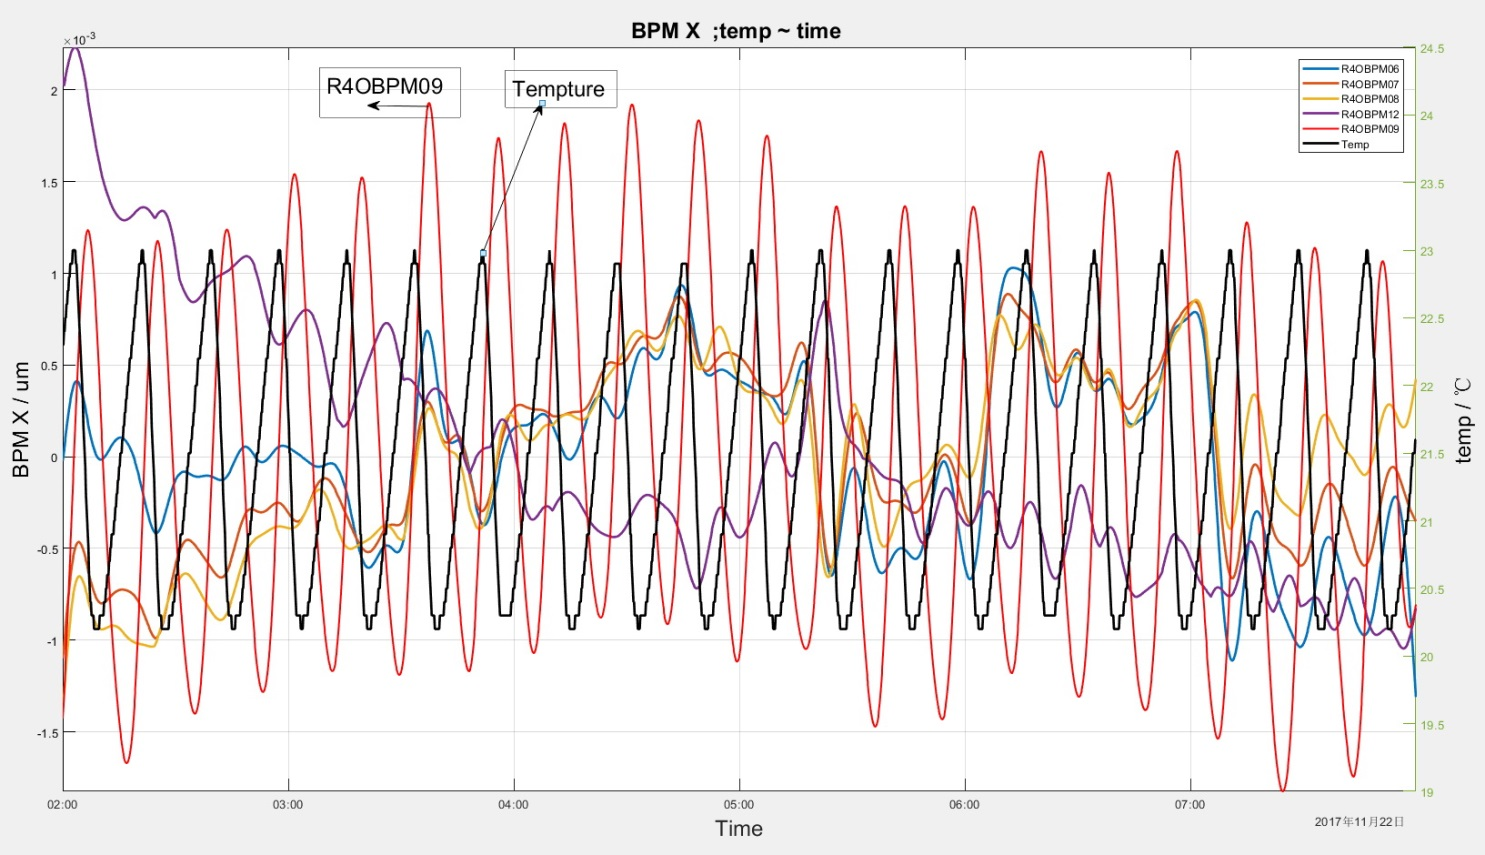 BPM X ;temp ~ time
×10⁻³
2
1.5
1
0.5
0
-0.5
-1
-1.5
BPM X / um
R4OBPM09
Tempture
R4OBPM06
R4OBPM07
R4OBPM08
R4OBPM12
R4OBPM09
Temp
24.5
24
23.5
23
22.5
22
21.5
21
20.5
20
19.5
19
temp / ℃
02:00 03:00 04:00 05:00 06:00 07:00
Time
2017年11月22日